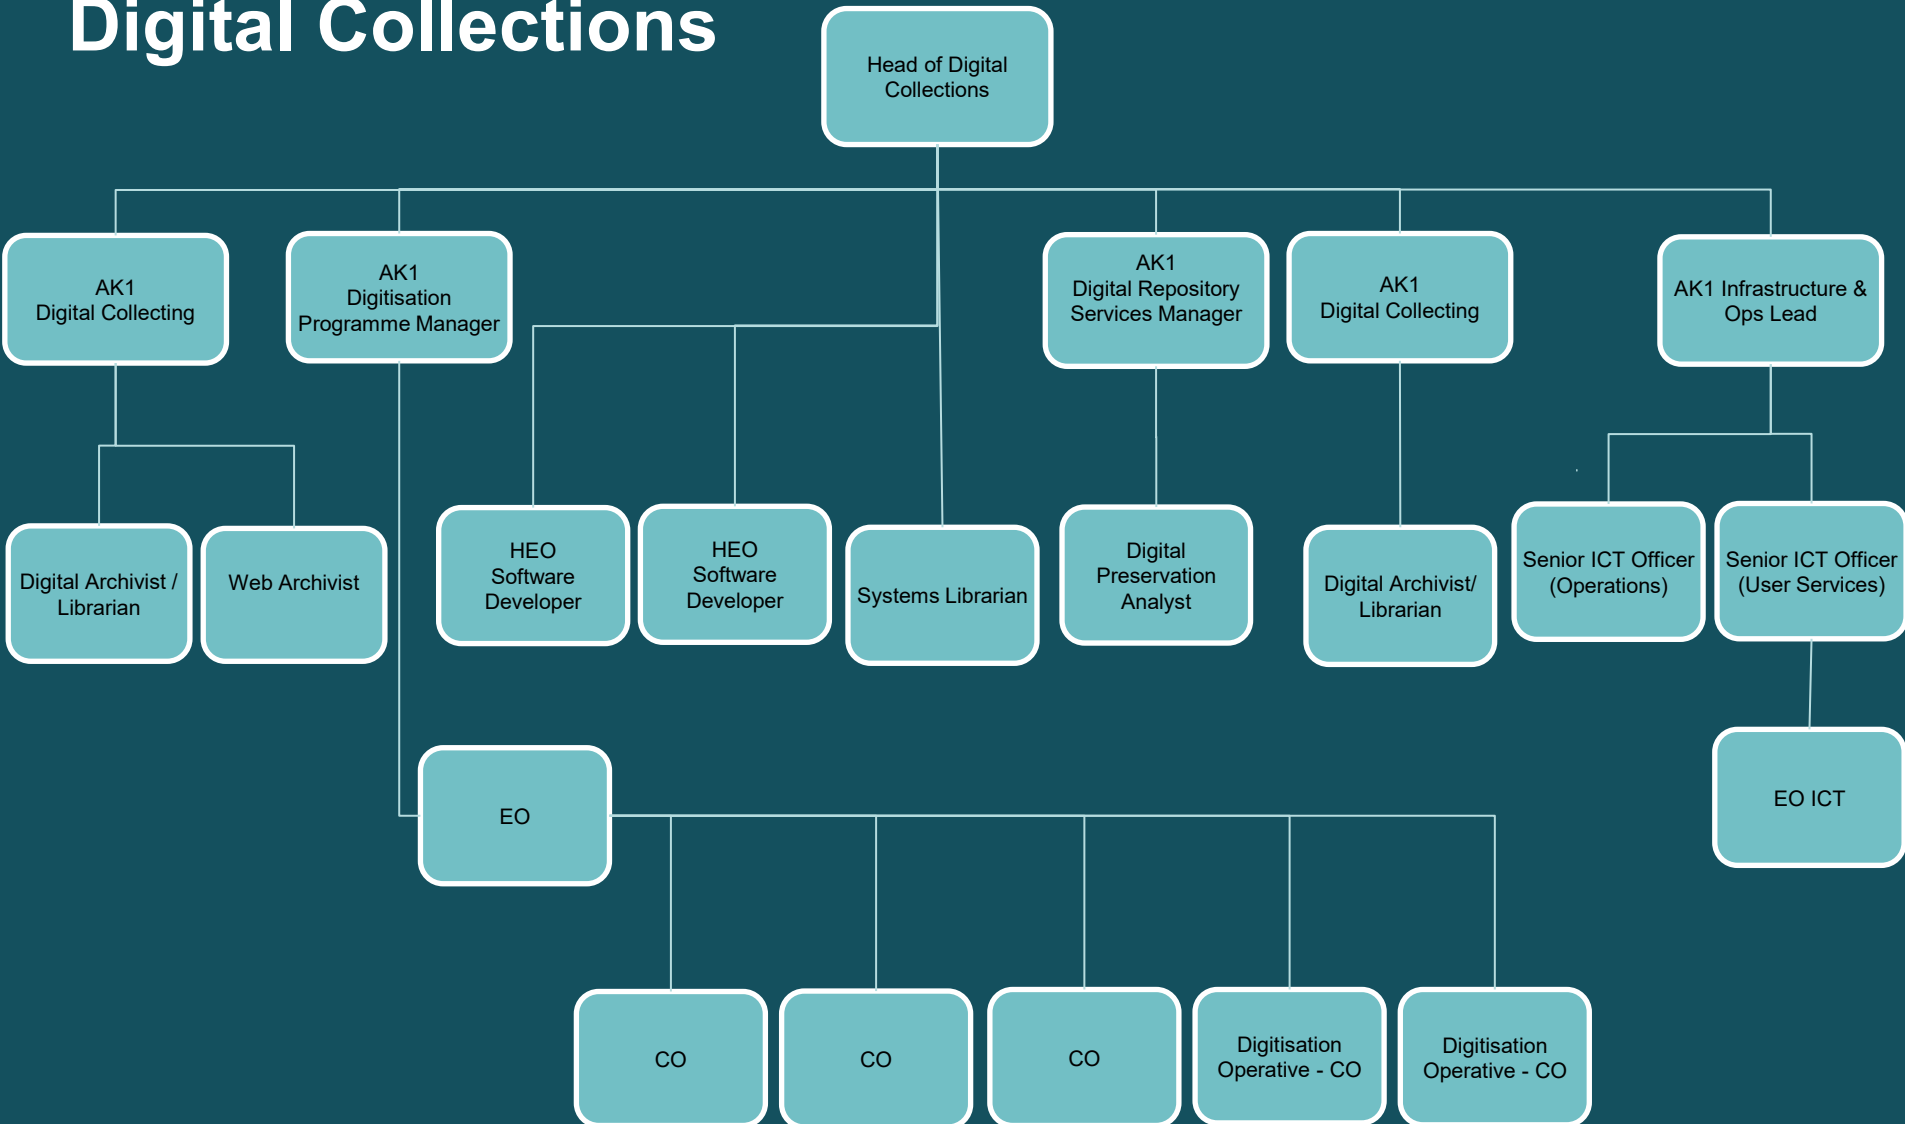 Digital Collections
Head of Digital
Collections
AK1
Digital Collecting
AK1
Digitisation
Programme Manager
AK1
Digital Repository
Services Manager
AK1
Digital Collecting
AK1 Infrastructure &
Ops Lead
Digital Archivist /
Librarian
Web Archivist
HEO
Software
Developer
HEO
Software
Developer
Systems Librarian
Digital
Preservation
Analyst
Digital Archivist/
Librarian
Senior ICT Officer
(Operations)
Senior ICT Officer
(User Services)
EO
EO ICT
CO
CO
CO
Digitisation
Operative - CO
Digitisation
Operative - CO